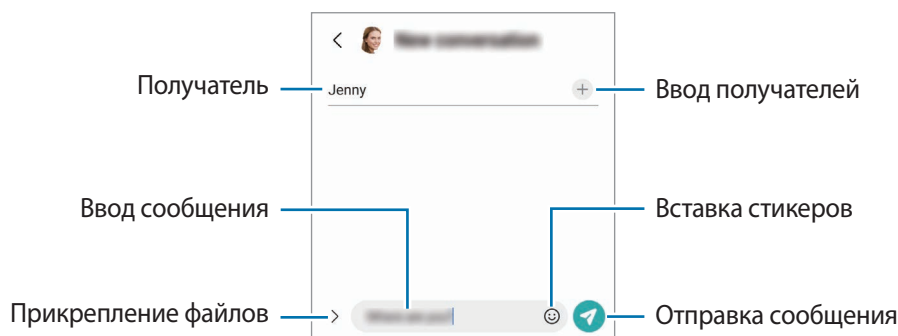 Получатель
Jenny
Ввод получателей
Ввод сообщения
Вставка стикеров
Прикрепление файлов
Отправка сообщения